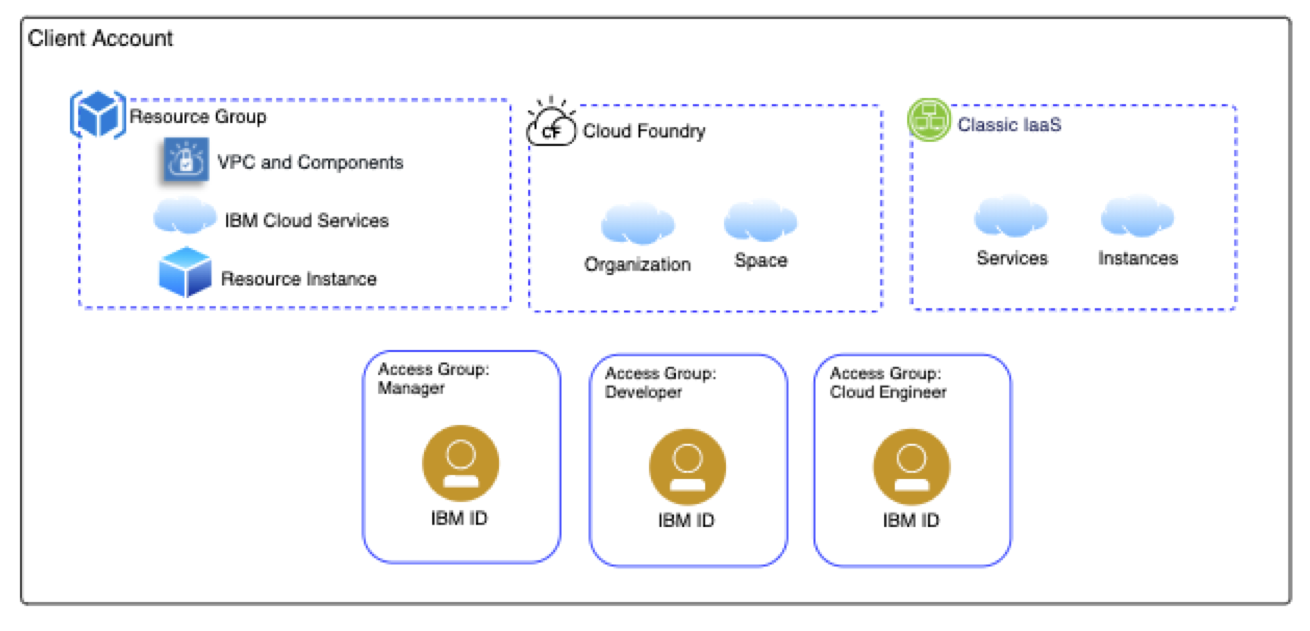 Client Account
Resource Group
VPC and Components
IBM Cloud Services
Resource Instance
CF
Cloud Foundry
Organization
Space
Classic IaaS
Services
Instances
Access Group:
Manager
IBM ID
Access Group:
Developer
IBM ID
Access Group:
Cloud Engineer
IBM ID